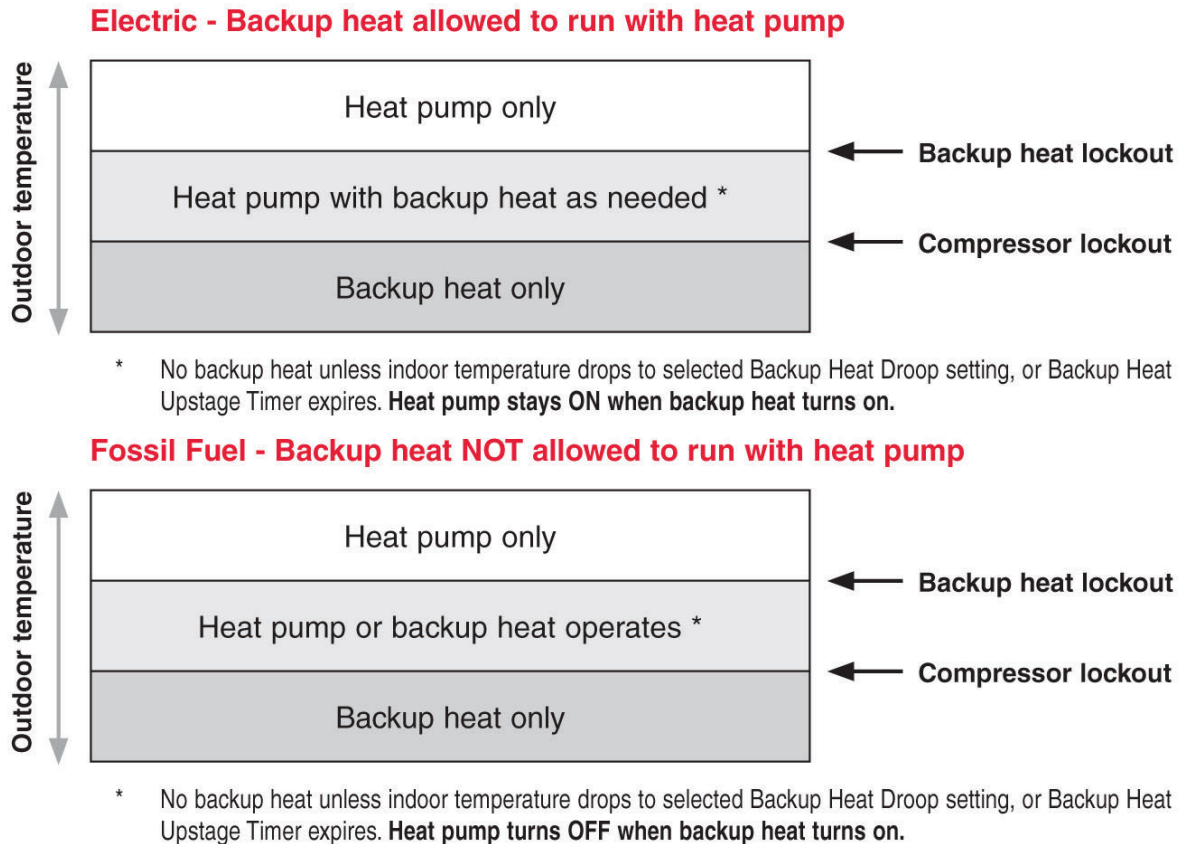 Electric - Backup heat allowed to run with heat pump
Outdoor temperature
Heat pump only
Backup heat lockout
Heat pump with backup heat as needed *
Compressor lockout
Backup heat only
* No backup heat unless indoor temperature drops to selected Backup Heat Droop setting, or Backup Heat
Upstage Timer expires. Heat pump stays ON when backup heat turns on.
Fossil Fuel - Backup heat NOT allowed to run with heat pump
Outdoor temperature
Heat pump only
Backup heat lockout
Heat pump or backup heat operates *
Compressor lockout
Backup heat only
* No backup heat unless indoor temperature drops to selected Backup Heat Droop setting, or Backup Heat
Upstage Timer expires. Heat pump turns OFF when backup heat turns on.